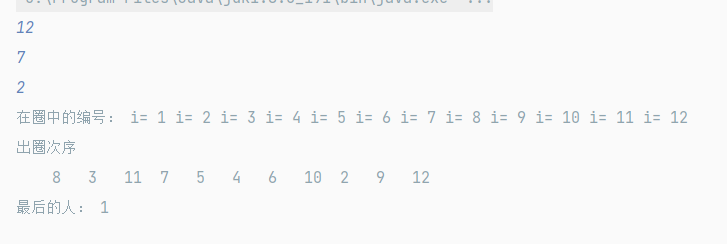 12
7
2
在圈中的编号： i= 1 i= 2 i= 3 i= 4 i= 5 i= 6 i= 7 i= 8 i= 9 i= 10 i= 11 i= 12
出圈次序
8 3 11 7 5 4 6 10 2 9 12
最后的人： 1